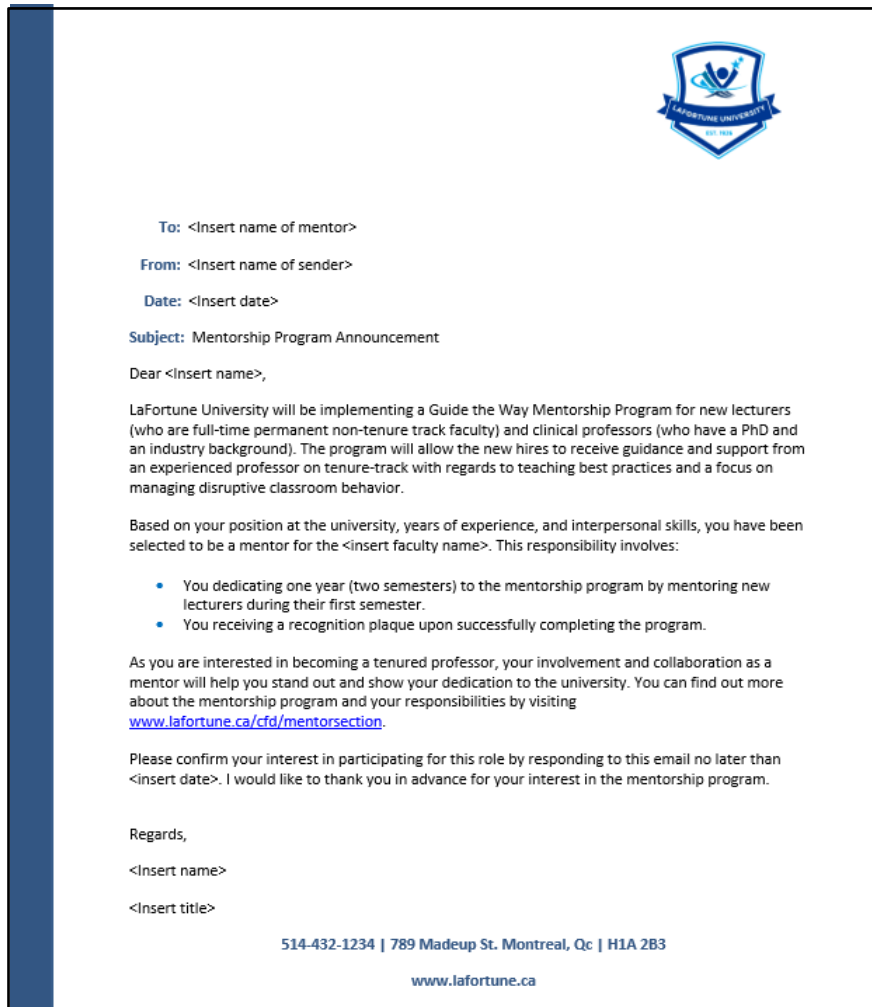 LAFORTUNE UNIVERSITY
To: <Insert name of mentor>
From: <Insert name of sender>
Date: <Insert date>
Subject: Mentorship Program Announcement
Dear <Insert name>,
LaFortune University will be implementing a Guide the Way Mentorship Program for new lecturers
(who are full-time permanent non-tenure track faculty) and clinical professors (who have a PhD and
an industry background). The program will allow the new hires to receive guidance and support from
an experienced professor on tenure-track with regards to teaching best practices and a focus on
managing disruptive classroom behavior.
Based on your position at the university, years of experience, and interpersonal skills, you have been
selected to be a mentor for the <insert faculty name>. This responsibility involves:
• You dedicating one year (two semesters) to the mentorship program by mentoring new
lecturers during their first semester.
• You receiving a recognition plaque upon successfully completing the program.
As you are interested in becoming a tenured professor, your involvement and collaboration as a
mentor will help you stand out and show your dedication to the university. You can find out more
about the mentorship program and your responsibilities by visiting
www.lafortune.ca/cfd/mentorsection.
Please confirm your interest in participating for this role by responding to this email no later than
<insert date>. I would like to thank you in advance for your interest in the mentorship program.
Regards,
<Insert name>
<Insert title>
514-432-1234 | 789 Madeup St. Montreal, Qc | H1A 2B3
www.lafortune.ca